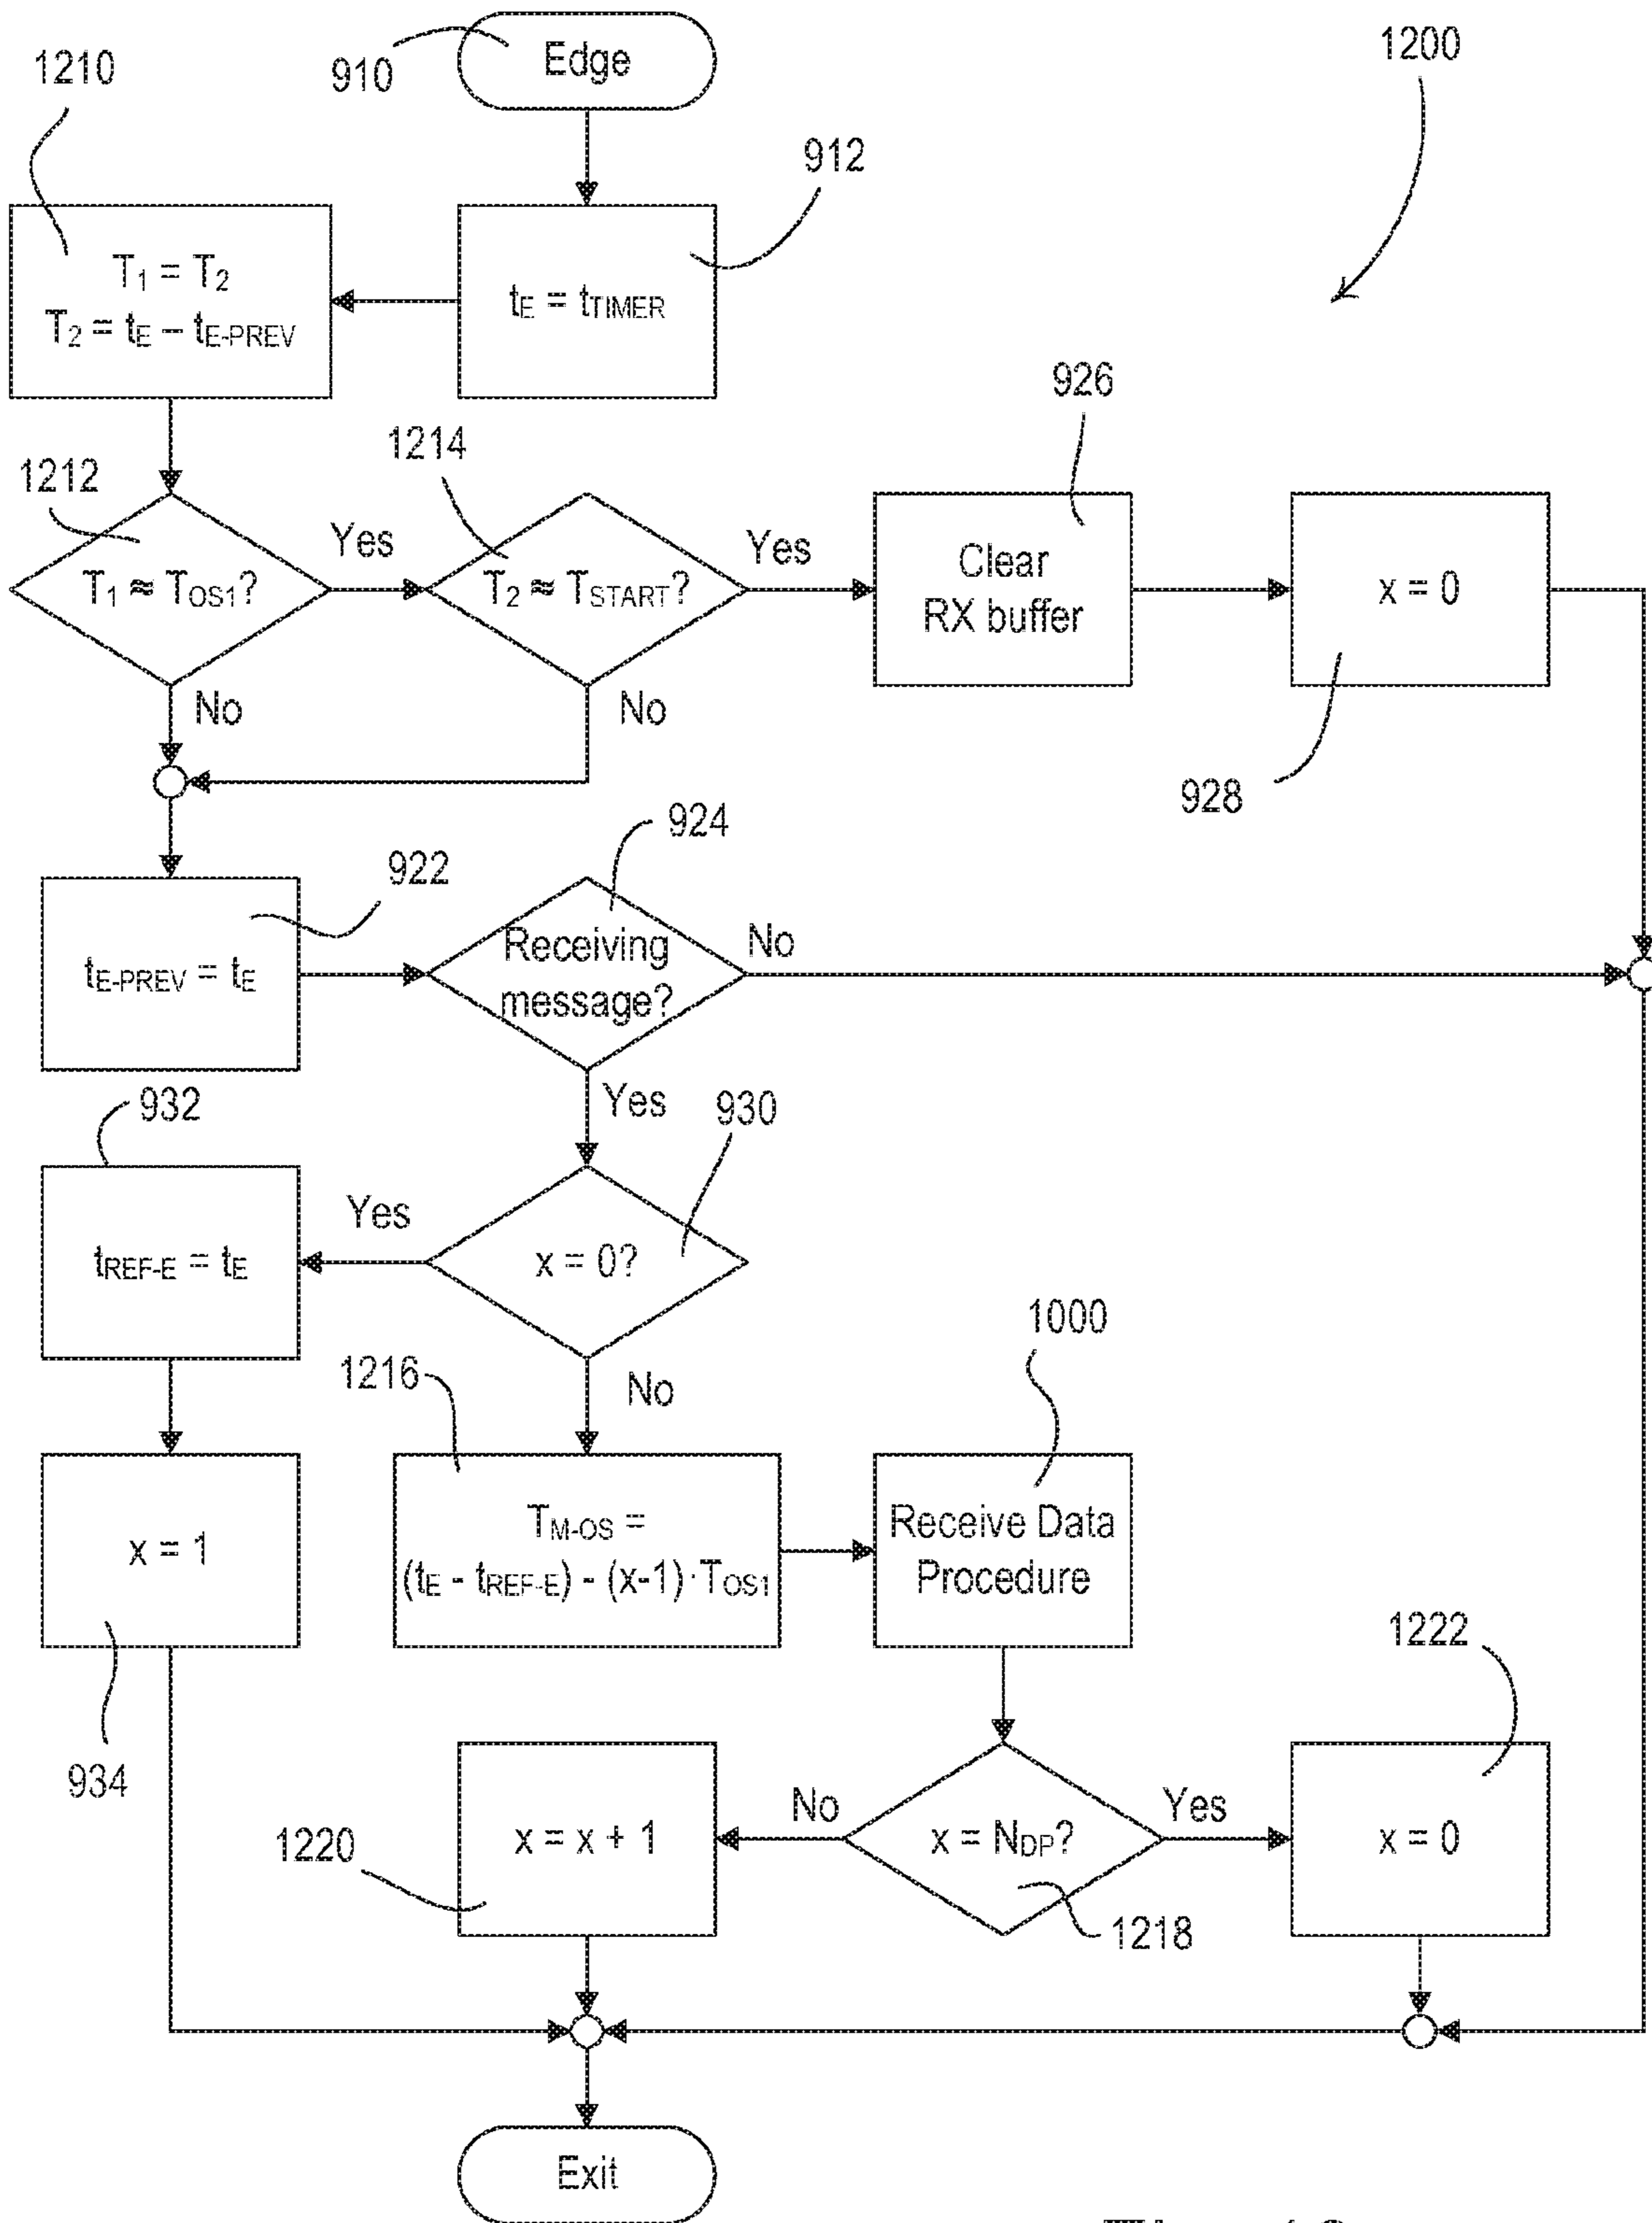 Edge
910
1200
1210
912
T₁ = T₂
T₂ = tE – tE-PREV
tE = tTIMER
926
1214
1212
T₁ ≈ TOS1?
Yes
T₂ ≈ TSTART?
Yes
Clear
RX buffer
x = 0
No
No
928
924
922
tE-PREV = tE
Receiving
message?
No
Yes
932
930
Yes
tREF-E = tE
x = 0?
1000
1216
No
x = 1
TM-OS =
(tE - tREF-E) - (x-1)·TOS1
Receive Data
Procedure
1222
934
No
Yes
1220
x = x + 1
x = NDP?
x = 0
1218
Exit